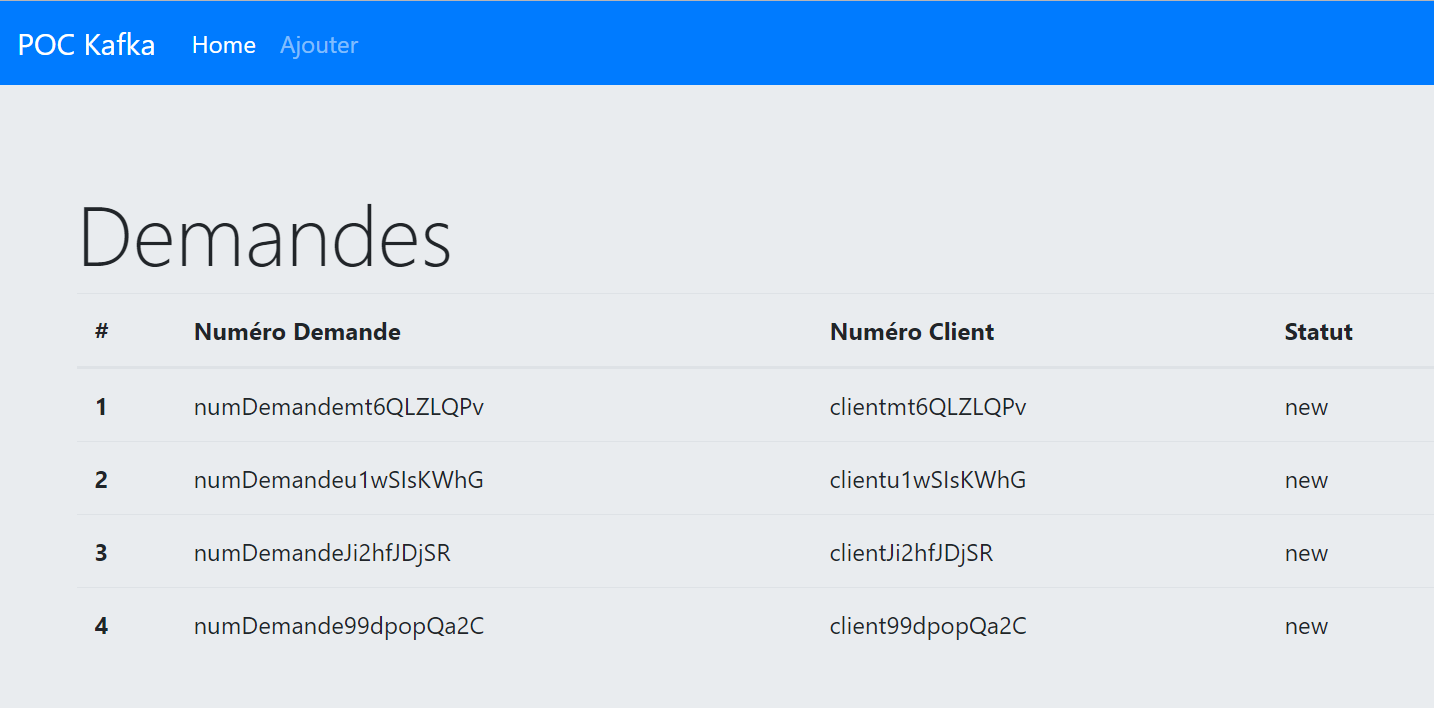 POC Kafka Home Ajouter
Demandes
# Numéro Demande Numéro Client Statut
1 numDemandemt6QLZLQPv clientmt6QLZLQPv new
2 numDemandeu1wSIsKWhG clientu1wSIsKWhG new
3 numDemandeJi2hfJDjSR clientJi2hfJDjSR new
4 numDemande99dpopQa2C client99dpopQa2C new